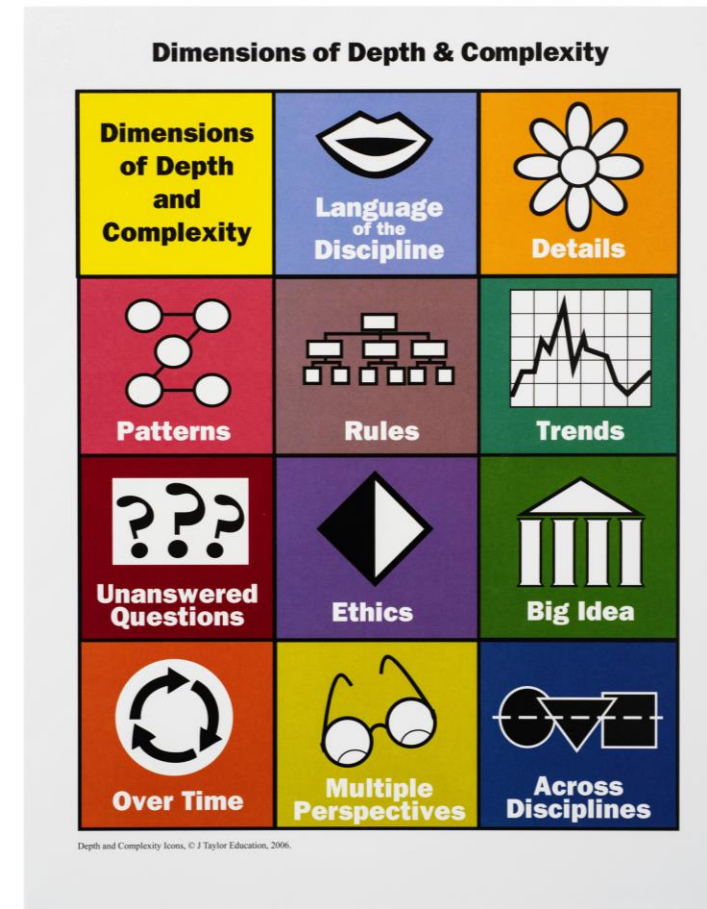 Dimensions of Depth & Complexity
Dimensions
of Depth
and
Complexity
Language
of the
Discipline
Details
Patterns
Rules
Trends
???
Unanswered
Questions
Ethics
Big Idea
Over Time
Multiple
Perspectives
Across
Disciplines
Depth and Complexity Icons, © J Taylor Education, 2006.